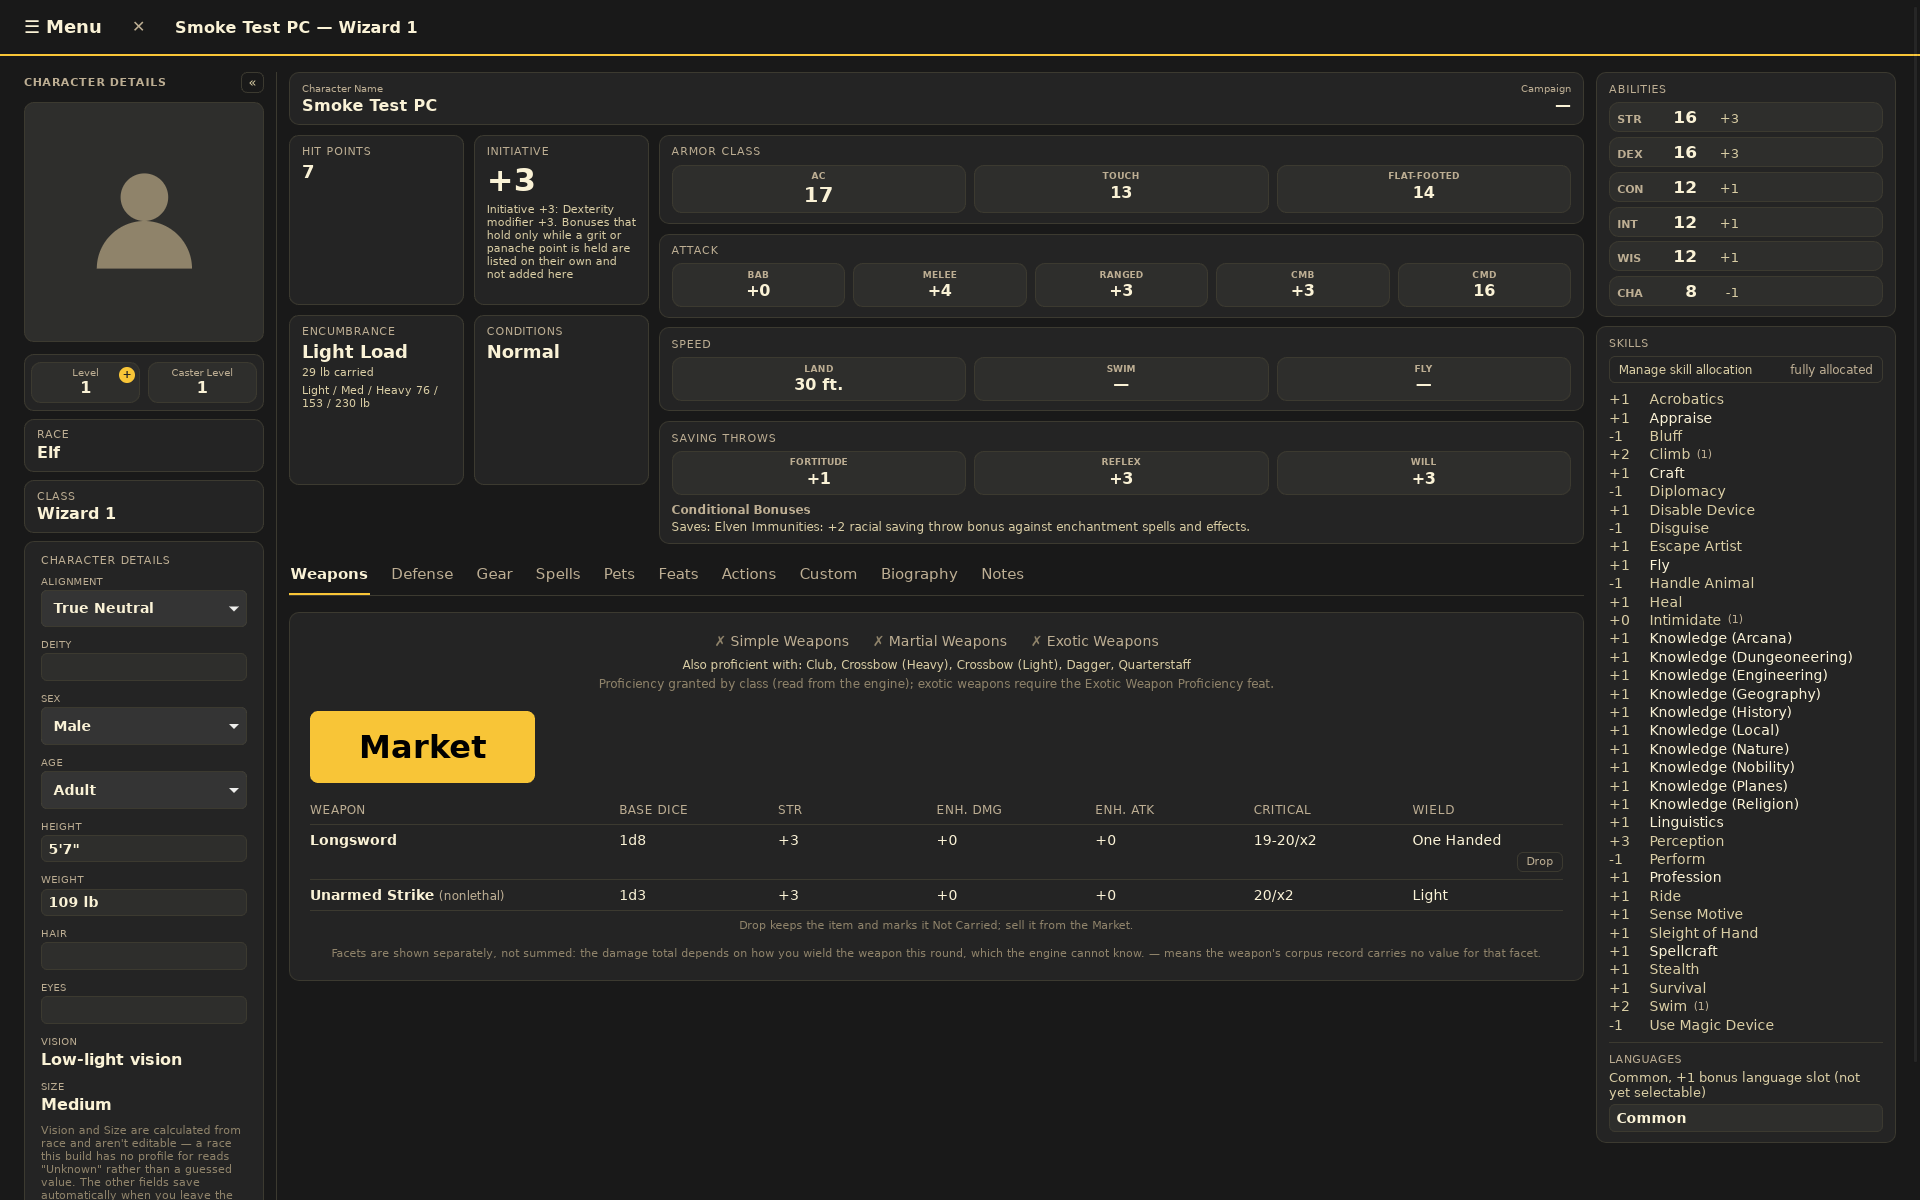 ☰ Menu ✕ Smoke Test PC — Wizard 1
CHARACTER DETAILS «
Level
1 +
Caster Level
1
RACE
Elf
CLASS
Wizard 1
CHARACTER DETAILS
ALIGNMENT
True Neutral
DEITY
SEX
Male
AGE
Adult
HEIGHT
5'7"
WEIGHT
109 lb
HAIR
EYES
VISION
Low-light vision
SIZE
Medium
Vision and Size are calculated from
race and aren't editable — a race
this build has no profile for reads
"Unknown" rather than a guessed
value. The other fields save
automatically when you leave the
Character Name
Smoke Test PC
Campaign
—
HIT POINTS
7
INITIATIVE
+3
Initiative +3: Dexterity
modifier +3. Bonuses that
hold only while a grit or
panache point is held are
listed on their own and
not added here
ENCUMBRANCE
Light Load
29 lb carried
Light / Med / Heavy 76 /
153 / 230 lb
CONDITIONS
Normal
ARMOR CLASS
AC
17
TOUCH
13
FLAT-FOOTED
14
ATTACK
BAB
+0
MELEE
+4
RANGED
+3
CMB
+3
CMD
16
SPEED
LAND
30 ft.
SWIM
—
FLY
—
SAVING THROWS
FORTITUDE
+1
REFLEX
+3
WILL
+3
Conditional Bonuses
Saves: Elven Immunities: +2 racial saving throw bonus against enchantment spells and effects.
Weapons Defense Gear Spells Pets Feats Actions Custom Biography Notes
✗ Simple Weapons ✗ Martial Weapons ✗ Exotic Weapons
Also proficient with: Club, Crossbow (Heavy), Crossbow (Light), Dagger, Quarterstaff
Proficiency granted by class (read from the engine); exotic weapons require the Exotic Weapon Proficiency feat.
Market
WEAPON BASE DICE STR ENH. DMG ENH. ATK CRITICAL WIELD
Longsword 1d8 +3 +0 +0 19-20/x2 One Handed
Drop
Unarmed Strike (nonlethal) 1d3 +3 +0 +0 20/x2 Light
Drop keeps the item and marks it Not Carried; sell it from the Market.
Facets are shown separately, not summed: the damage total depends on how you wield the weapon this round, which the engine cannot know. — means the weapon's corpus record carries no value for that facet.
ABILITIES
STR 16 +3
DEX 16 +3
CON 12 +1
INT 12 +1
WIS 12 +1
CHA 8 -1
SKILLS
Manage skill allocation fully allocated
+1 Acrobatics
+1 Appraise
-1 Bluff
+2 Climb (1)
+1 Craft
-1 Diplomacy
+1 Disable Device
-1 Disguise
+1 Escape Artist
+1 Fly
-1 Handle Animal
+1 Heal
+0 Intimidate (1)
+1 Knowledge (Arcana)
+1 Knowledge (Dungeoneering)
+1 Knowledge (Engineering)
+1 Knowledge (Geography)
+1 Knowledge (History)
+1 Knowledge (Local)
+1 Knowledge (Nature)
+1 Knowledge (Nobility)
+1 Knowledge (Planes)
+1 Knowledge (Religion)
+1 Linguistics
+3 Perception
-1 Perform
+1 Profession
+1 Ride
+1 Sense Motive
+1 Sleight of Hand
+1 Spellcraft
+1 Stealth
+1 Survival
+2 Swim (1)
-1 Use Magic Device
LANGUAGES
Common, +1 bonus language slot (not
yet selectable)
Common